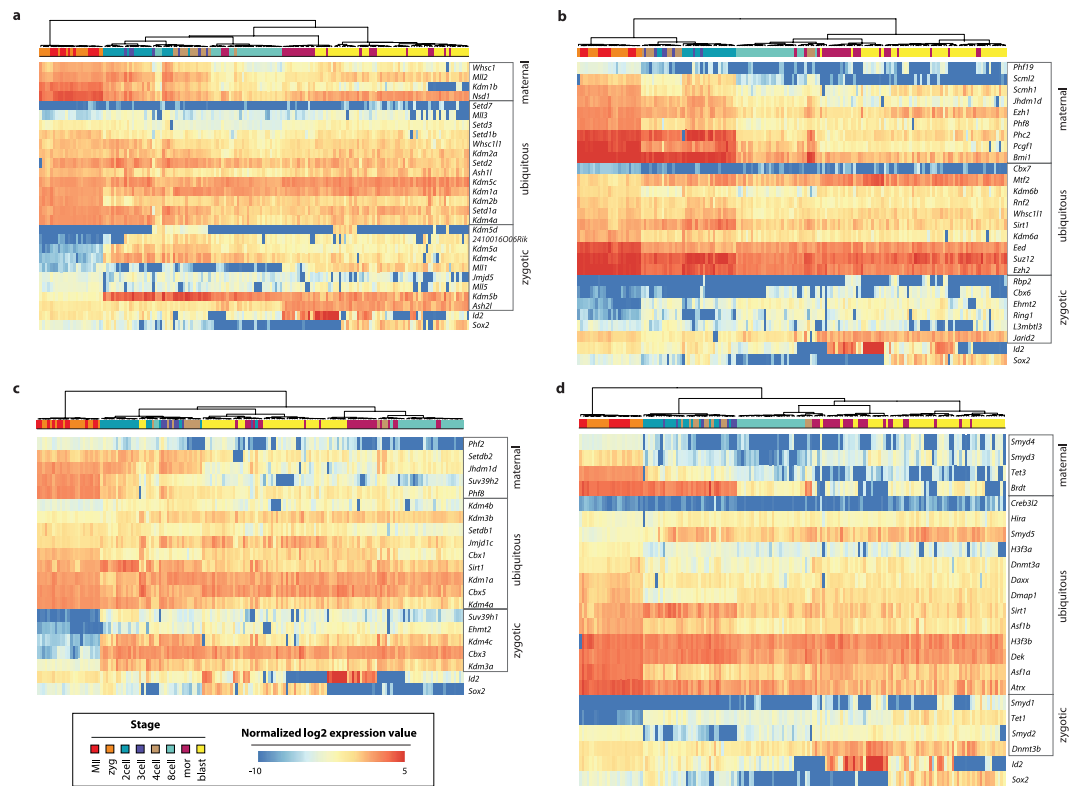 a
Whsc1
Mll2
Kdm1b
Nsd1
maternal
Setd7
Mll3
Setd3
Setd1b
Whsc1l1
Kdm2a
Setd2
Ash1l
Kdm5c
Kdm1a
Kdm2b
Setd1a
Kdm4a
ubiquitous
Kdm5d
2410016O06Rik
Kdm5a
Kdm4c
Mll1
Jmjd5
Mll5
Kdm5b
Ash2l
zygotic
Id2
Sox2
b
Phf19
Scml2
Scmh1
Jhdm1d
Ezh1
Phf8
Phc2
Pcgf1
Bmi1
maternal
Cbx7
Mtf2
Kdm6b
Rnf2
Whsc1l1
Sirt1
Kdm6a
Eed
Suz12
Ezh2
ubiquitous
Rbp2
Cbx6
Ehmt2
Ring1
L3mbtl3
Jarid2
zygotic
Id2
Sox2
c
Phf2
Setdb2
Jhdm1d
Suv39h2
Phf8
maternal
Kdm4b
Kdm3b
Setdb1
Jmjd1c
Cbx1
Sirt1
Kdm1a
Cbx5
Kdm4a
ubiquitous
Suv39h1
Ehmt2
Kdm4c
Cbx3
Kdm3a
zygotic
Id2
Sox2
d
Smyd4
Smyd3
Tet3
Brdt
maternal
Creb3l2
Hira
Smyd5
H3f3a
Dnmt3a
Daxx
Dmap1
Sirt1
Asf1b
H3f3b
Dek
Asf1a
Atrx
ubiquitous
Smyd1
Tet1
Smyd2
Dnmt3b
zygotic
Id2
Sox2
Stage
MII
zyg
2cell
3cell
4cell
8cell
mor
blast
Normalized log2 expression value
-10 5